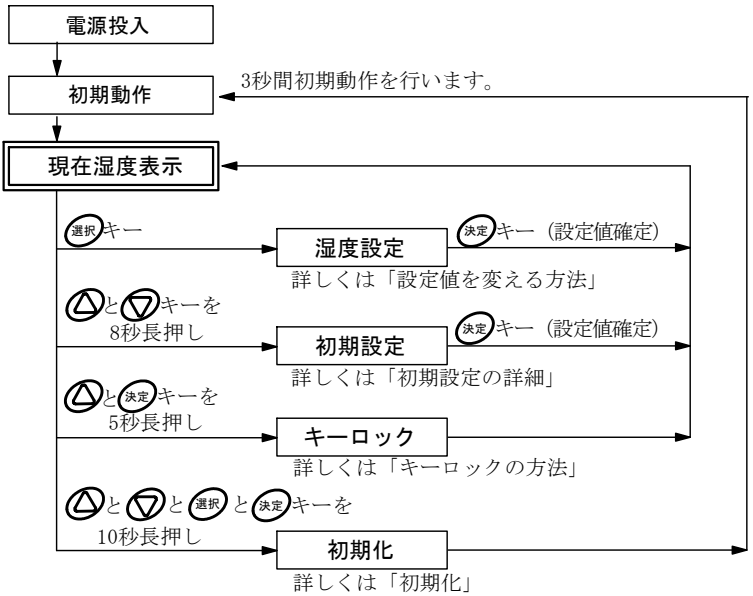 電源投入
初期動作
3秒間初期動作を行います。
現在湿度表示
選択キー
湿度設定
決定キー（設定値確定）
詳しくは「設定値を変える方法」
△と▽キーを
8秒長押し
初期設定
決定キー（設定値確定）
詳しくは「初期設定の詳細」
△と決定キーを
5秒長押し
キーロック
詳しくは「キーロックの方法」
△と▽と選択と決定キーを
10秒長押し
初期化
詳しくは「初期化」